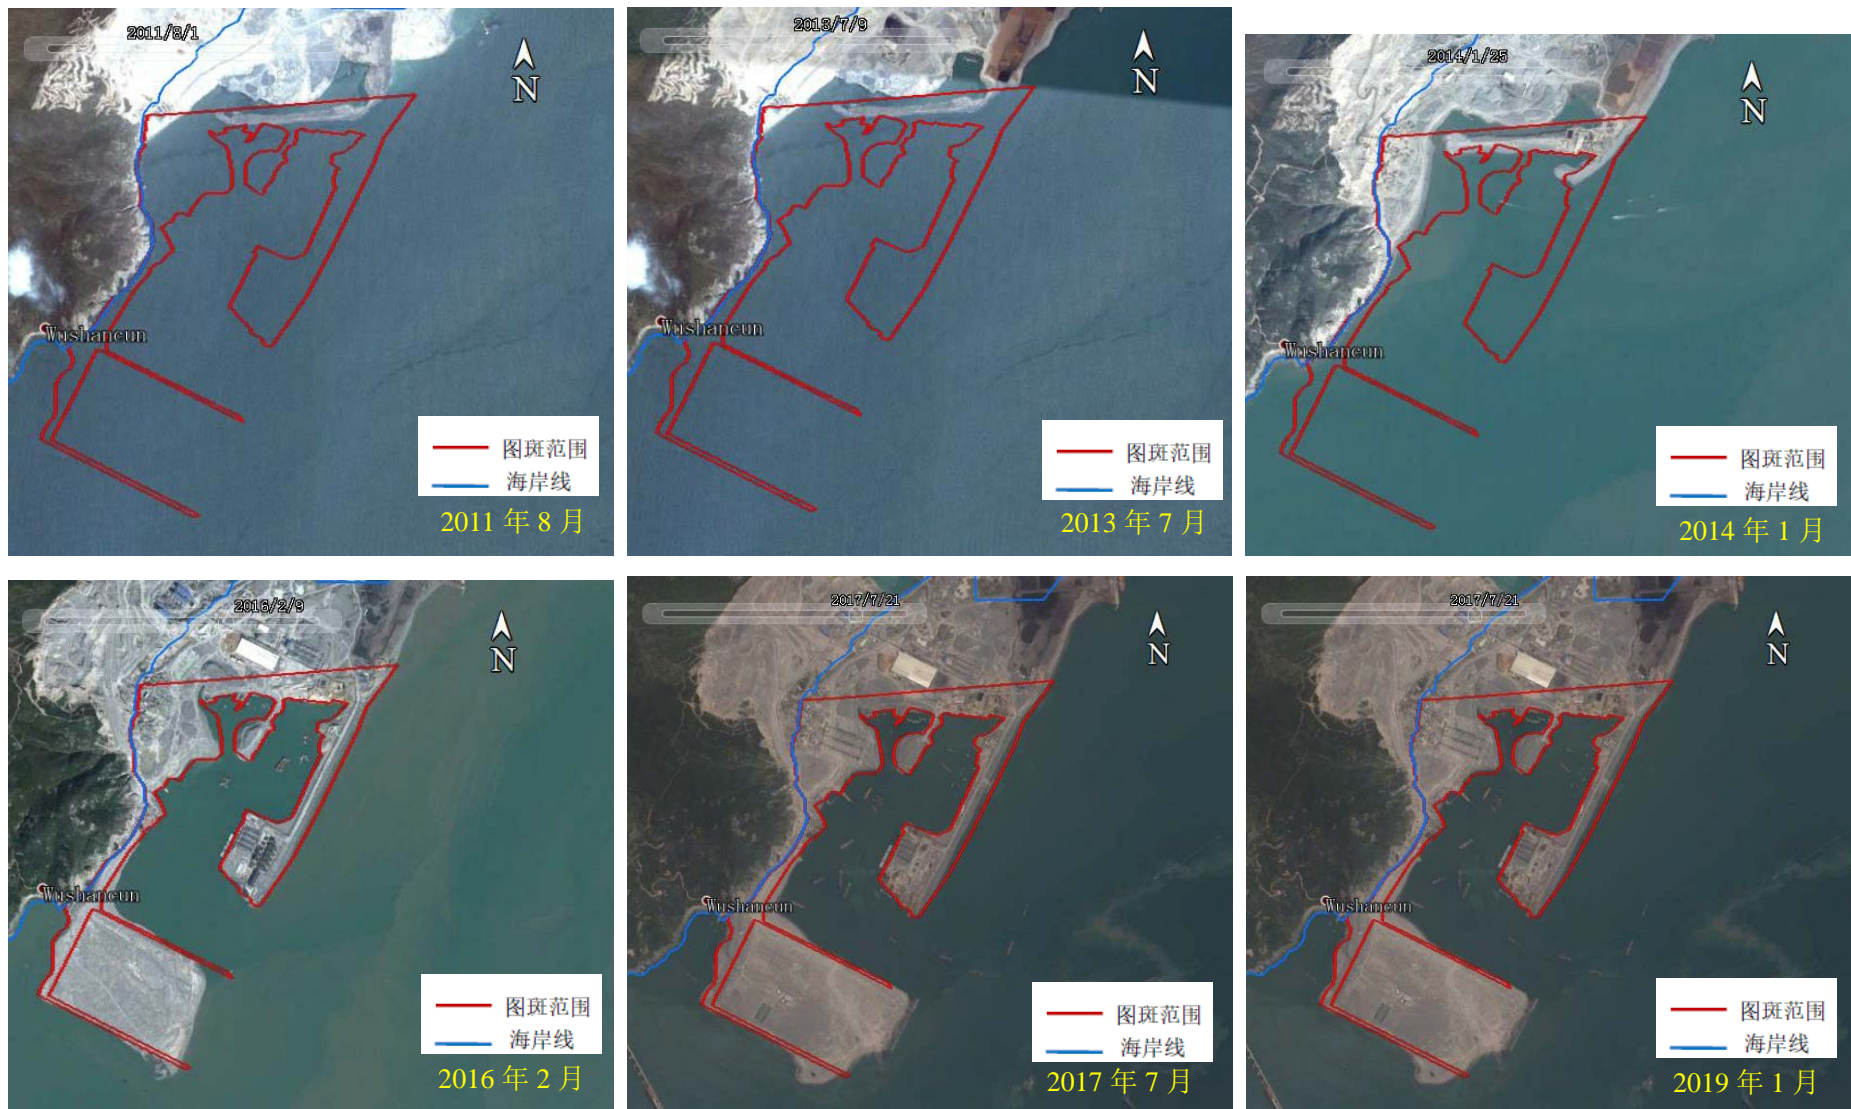 2011/8/1
N
Wushancun
图斑范围
海岸线
2011 年 8 月
2013/7/9
N
Wushancun
图斑范围
海岸线
2013 年 7 月
2014/1/25
N
Wushancun
图斑范围
海岸线
2014 年 1 月
2016/2/9
N
Wushancun
图斑范围
海岸线
2016 年 2 月
2017/7/21
N
Wushancun
图斑范围
海岸线
2017 年 7 月
2017/7/21
N
Wushancun
图斑范围
海岸线
2019 年 1 月